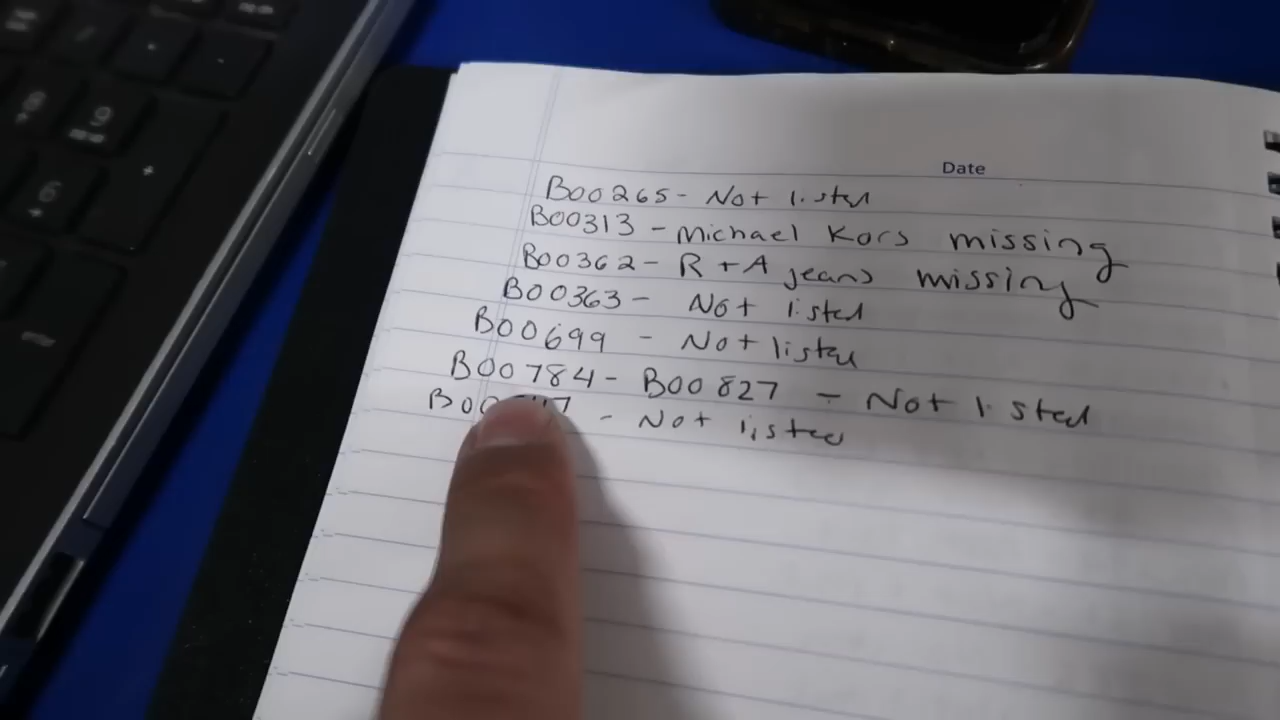 Date
B00265 - Not listed
B00313 - Michael Kors missing
B00362 - R + A jeans missing
B00363 - Not listed
B00699 - Not listed
B00784 - B00827 - Not listed
- Not listed